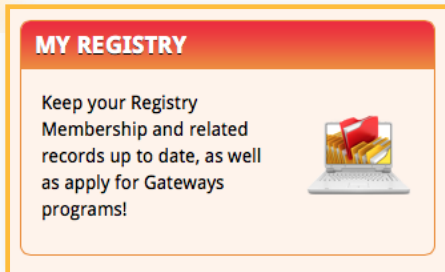 MY REGISTRY
Keep your Registry
Membership and related
records up to date, as well
as apply for Gateways
programs!